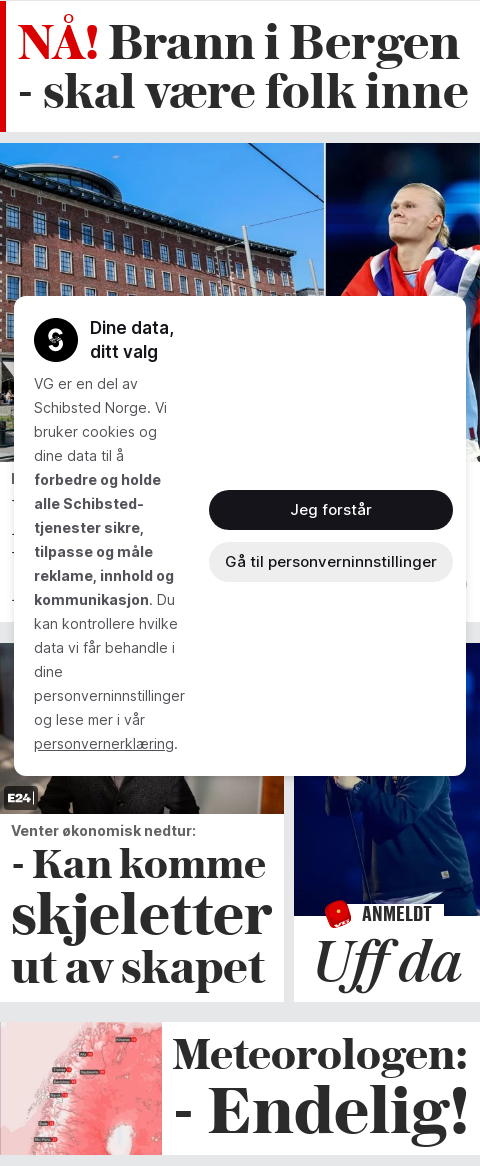 NÅ! Brann i Bergen
- skal være folk inne
Dine data,
ditt valg
VG er en del av
Schibsted Norge. Vi
bruker cookies og
dine data til å
forbedre og holde
alle Schibsted-
tjenester sikre,
tilpasse og måle
reklame, innhold og
kommunikasjon. Du
kan kontrollere hvilke
data vi får behandle i
dine
personverninnstillinger
og lese mer i vår
personvernerklæring.
Jeg forstår
Gå til personverninnstillinger
E24
Venter økonomisk nedtur:
- Kan komme
skjeletter
ut av skapet
VG
ANMELDT
Uff da
Meteorologen:
- Endelig!